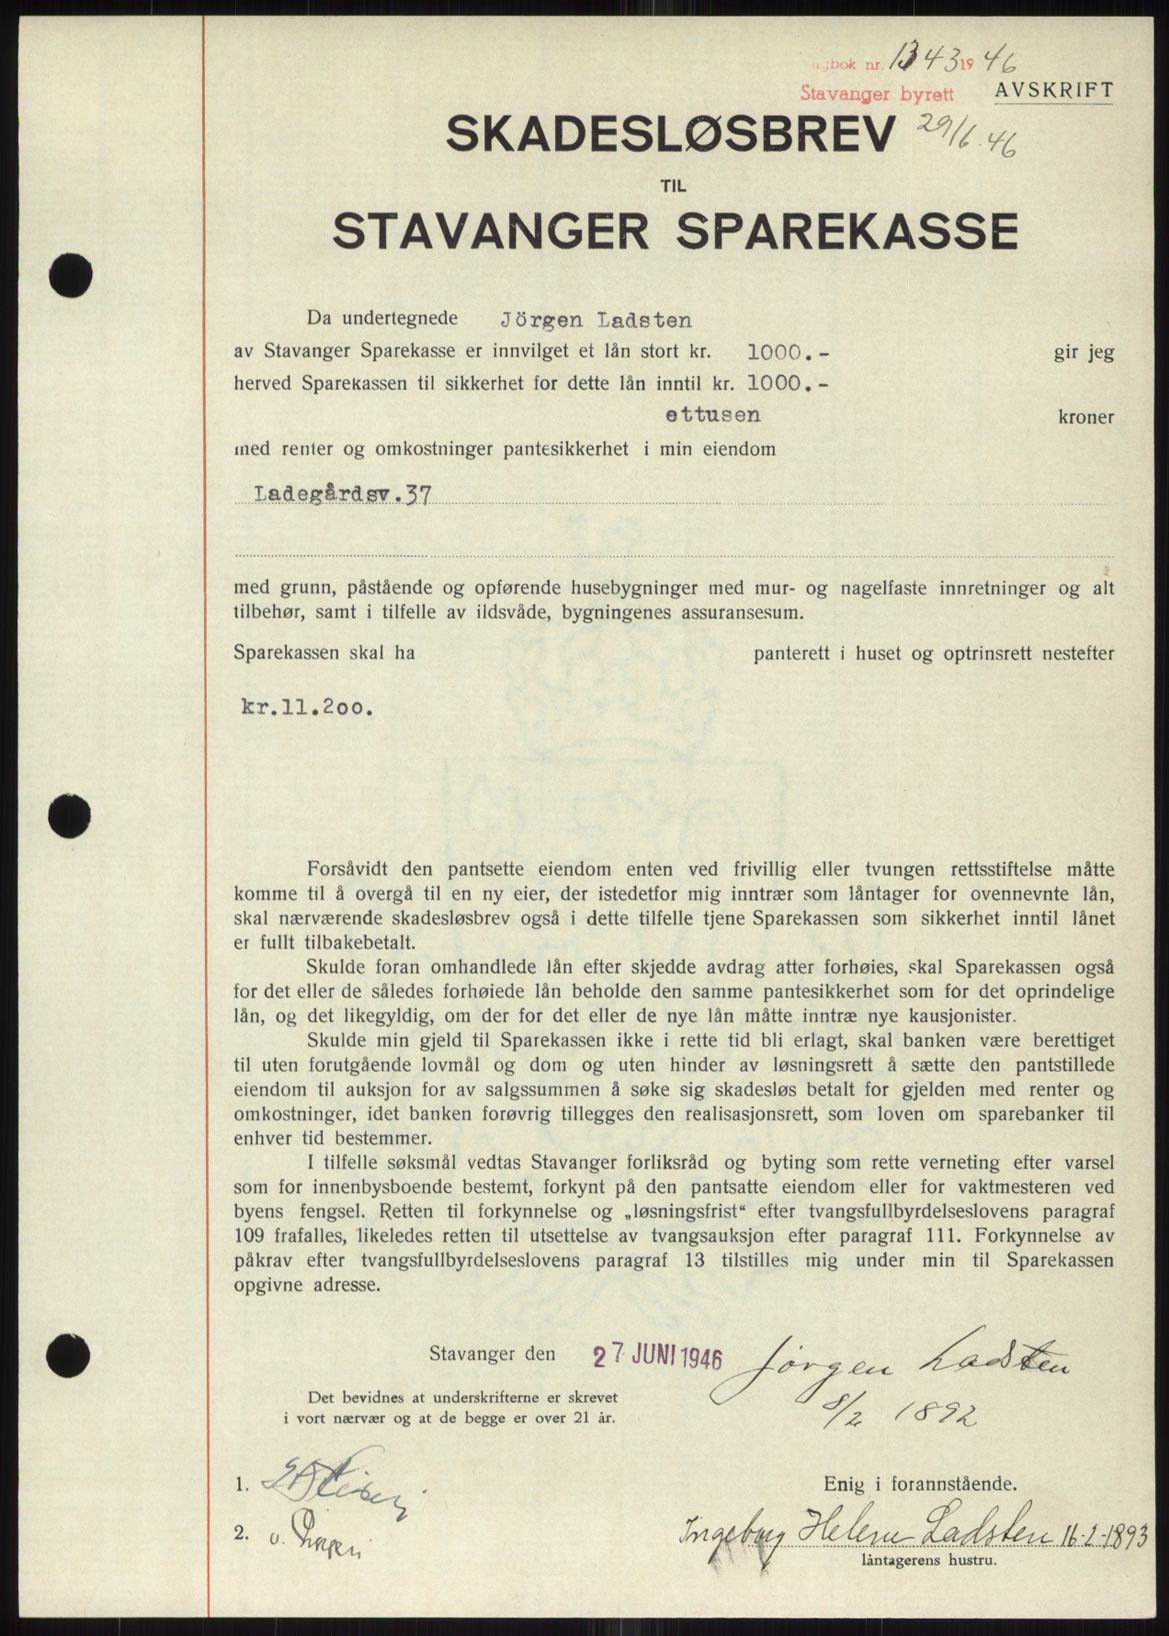 gbok nr. 1343 1946
Stavanger byrett AVSKRIFT
29/6 46
SKADESLØSBREV
TIL
STAVANGER SPAREKASSE
Da undertegnede Jörgen Ladsten
av Stavanger Sparekasse er innvilget et lån stort kr. 1000.- gir jeg
herved Sparekassen til sikkerhet for dette lån inntil kr. 1000.-
ettusen kroner
med renter og omkostninger pantesikkerhet i min eiendom
Ladegårdsv.37
med grunn, påstående og opførende husebygninger med mur- og nagelfaste innretninger og alt
tilbehør, samt i tilfelle av ildsvåde, bygningenes assuransesum.
Sparekassen skal ha panterett i huset og optrinsrett nestefter
kr.11.200.
Forsåvidt den pantsette eiendom enten ved frivillig eller tvungen rettsstiftelse måtte
komme til å overgå til en ny eier, der istedetfor mig inntrær som låntager for ovennevnte lån,
skal nærværende skadesløsbrev også i dette tilfelle tjene Sparekassen som sikkerhet inntil lånet
er fullt tilbakebetalt.
Skulde foran omhandlede lån efter skjedde avdrag atter forhøies, skal Sparekassen også
for det eller de således forhøiede lån beholde den samme pantesikkerhet som for det oprindelige
lån, og det likegyldig, om der for det eller de nye lån måtte inntræ nye kausjonister.
Skulde min gjeld til Sparekassen ikke i rette tid bli erlagt, skal banken være berettiget
til uten forutgående lovmål og dom og uten hinder av løsningsrett å sætte den pantstillede
eiendom til auksjon for av salgssummen å søke sig skadesløs betalt for gjelden med renter og
omkostninger, idet banken forøvrig tillegges den realisasjonsrett, som loven om sparebanker til
enhver tid bestemmer.
I tilfelle søksmål vedtas Stavanger forliksråd og byting som rette verneting efter varsel
som for innenbysboende bestemt, forkynt på den pantsatte eiendom eller for vaktmesteren ved
byens fengsel. Retten til forkynnelse og „løsningsfrist“ efter tvangsfullbyrdelseslovens paragraf
109 frafalles, likeledes retten til utsettelse av tvangsauksjon efter paragraf 111. Forkynnelse av
påkrav efter tvangsfullbyrdelseslovens paragraf 13 tilstilles mig under min til Sparekassen
opgivne adresse.
Stavanger den 27 JUNI 1946 Jørgen Ladsten
8/2 1892
Det bevidnes at underskrifterne er skrevet
i vort nærvær og at de begge er over 21 år.
1.
Enig i forannstående.
2.
Ingeborg Helene Ladsten 16-2-1893
låntagerens hustru.